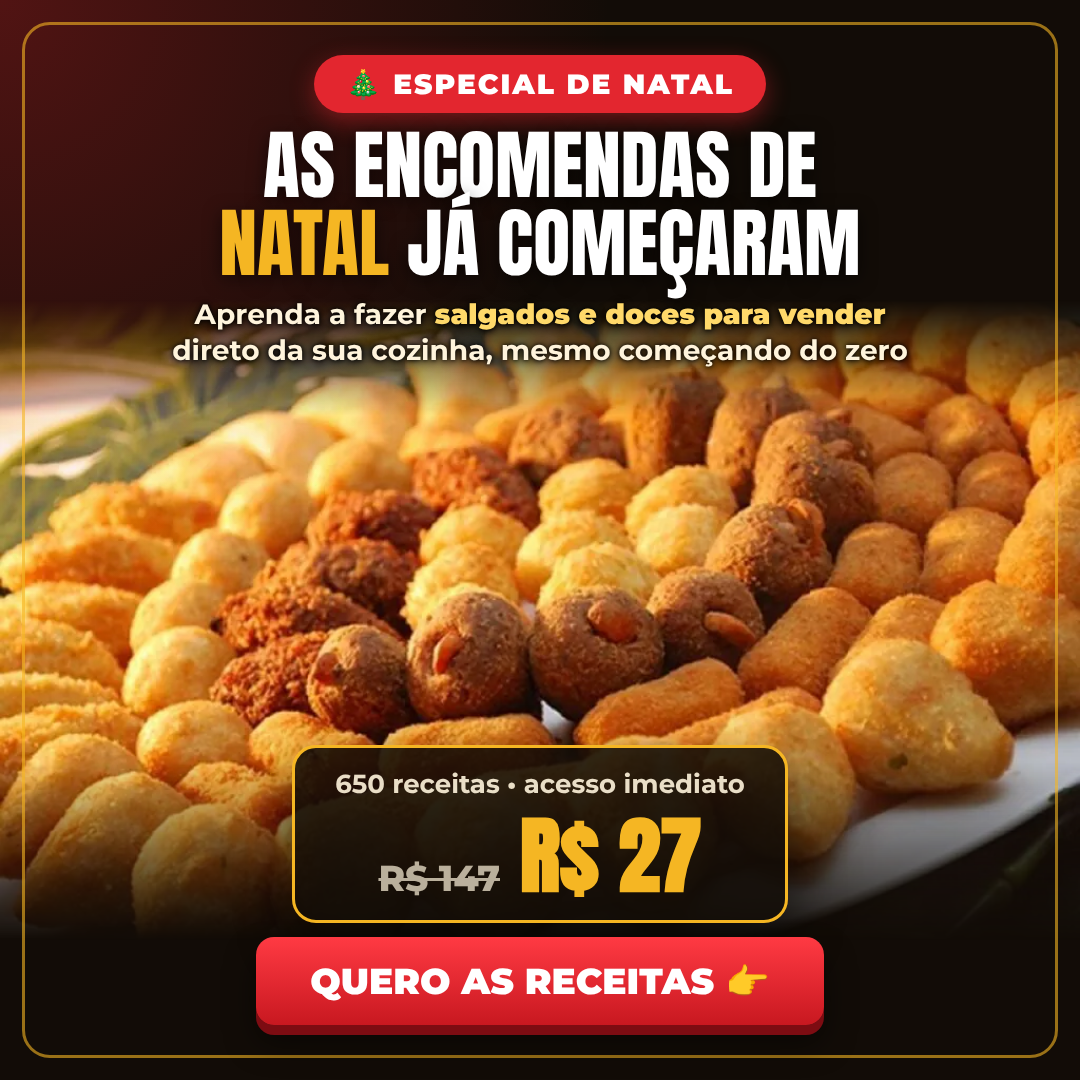 🎄 ESPECIAL DE NATAL
AS ENCOMENDAS DE
NATAL JÁ COMEÇARAM
Aprenda a fazer salgados e doces para vender
direto da sua cozinha, mesmo começando do zero
650 receitas • acesso imediato
R$ 147 R$ 27
QUERO AS RECEITAS 👉